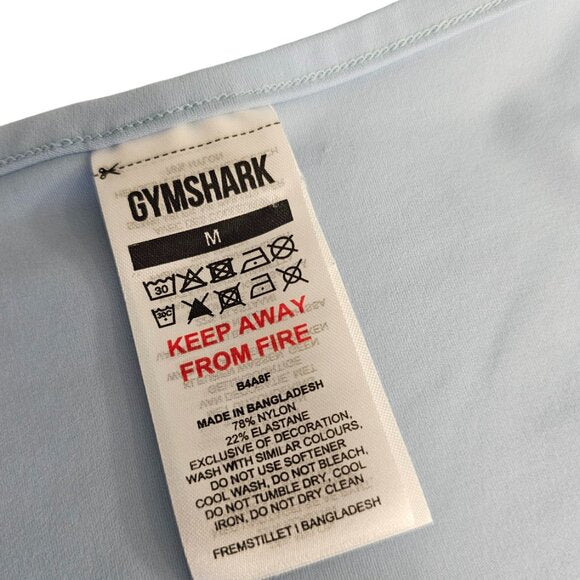 GYMSHARK
M
30
30C
KEEP AWAY
FROM FIRE
B4A8F
MADE IN BANGLADESH
78% NYLON
22% ELASTANE
EXCLUSIVE OF DECORATION,
WASH WITH SIMILAR COLOURS,
DO NOT USE SOFTENER
COOL WASH, DO NOT BLEACH,
DO NOT TUMBLE DRY, COOL
IRON, DO NOT DRY CLEAN
FREMSTILLET I BANGLADESH